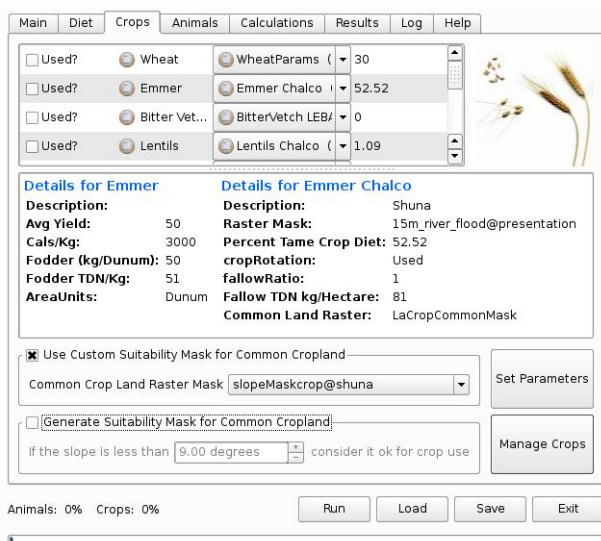 Main Diet Crops Animals Calculations Results Log Help
Used? Wheat WheatParams ( 30
Used? Emmer Emmer Chalco 52.52
Used? Bitter Vet... BitterVetch LEBA 0
Used? Lentils Lentils Chalco ( 1.09
Details for Emmer Details for Emmer Chalco
Description: Description: Shuna
Avg Yield: 50 Raster Mask: 15m_river_flood@presentation
Cals/Kg: 3000 Percent Tame Crop Diet: 52.52
Fodder (kg/Dunum): 50 cropRotation: Used
Fodder TDN/Kg: 51 fallowRatio: 1
AreaUnits: Dunum Fallow TDN kg/Hectare: 81
Common Land Raster: LaCropCommonMask
Use Custom Suitability Mask for Common Cropland
Common Crop Land Raster Mask slopeMaskcrop@shuna
Set Parameters
Generate Suitability Mask for Common Cropland
If the slope is less than 9.00 degrees consider it ok for crop use
Manage Crops
Animals: 0% Crops: 0% Run Load Save Exit